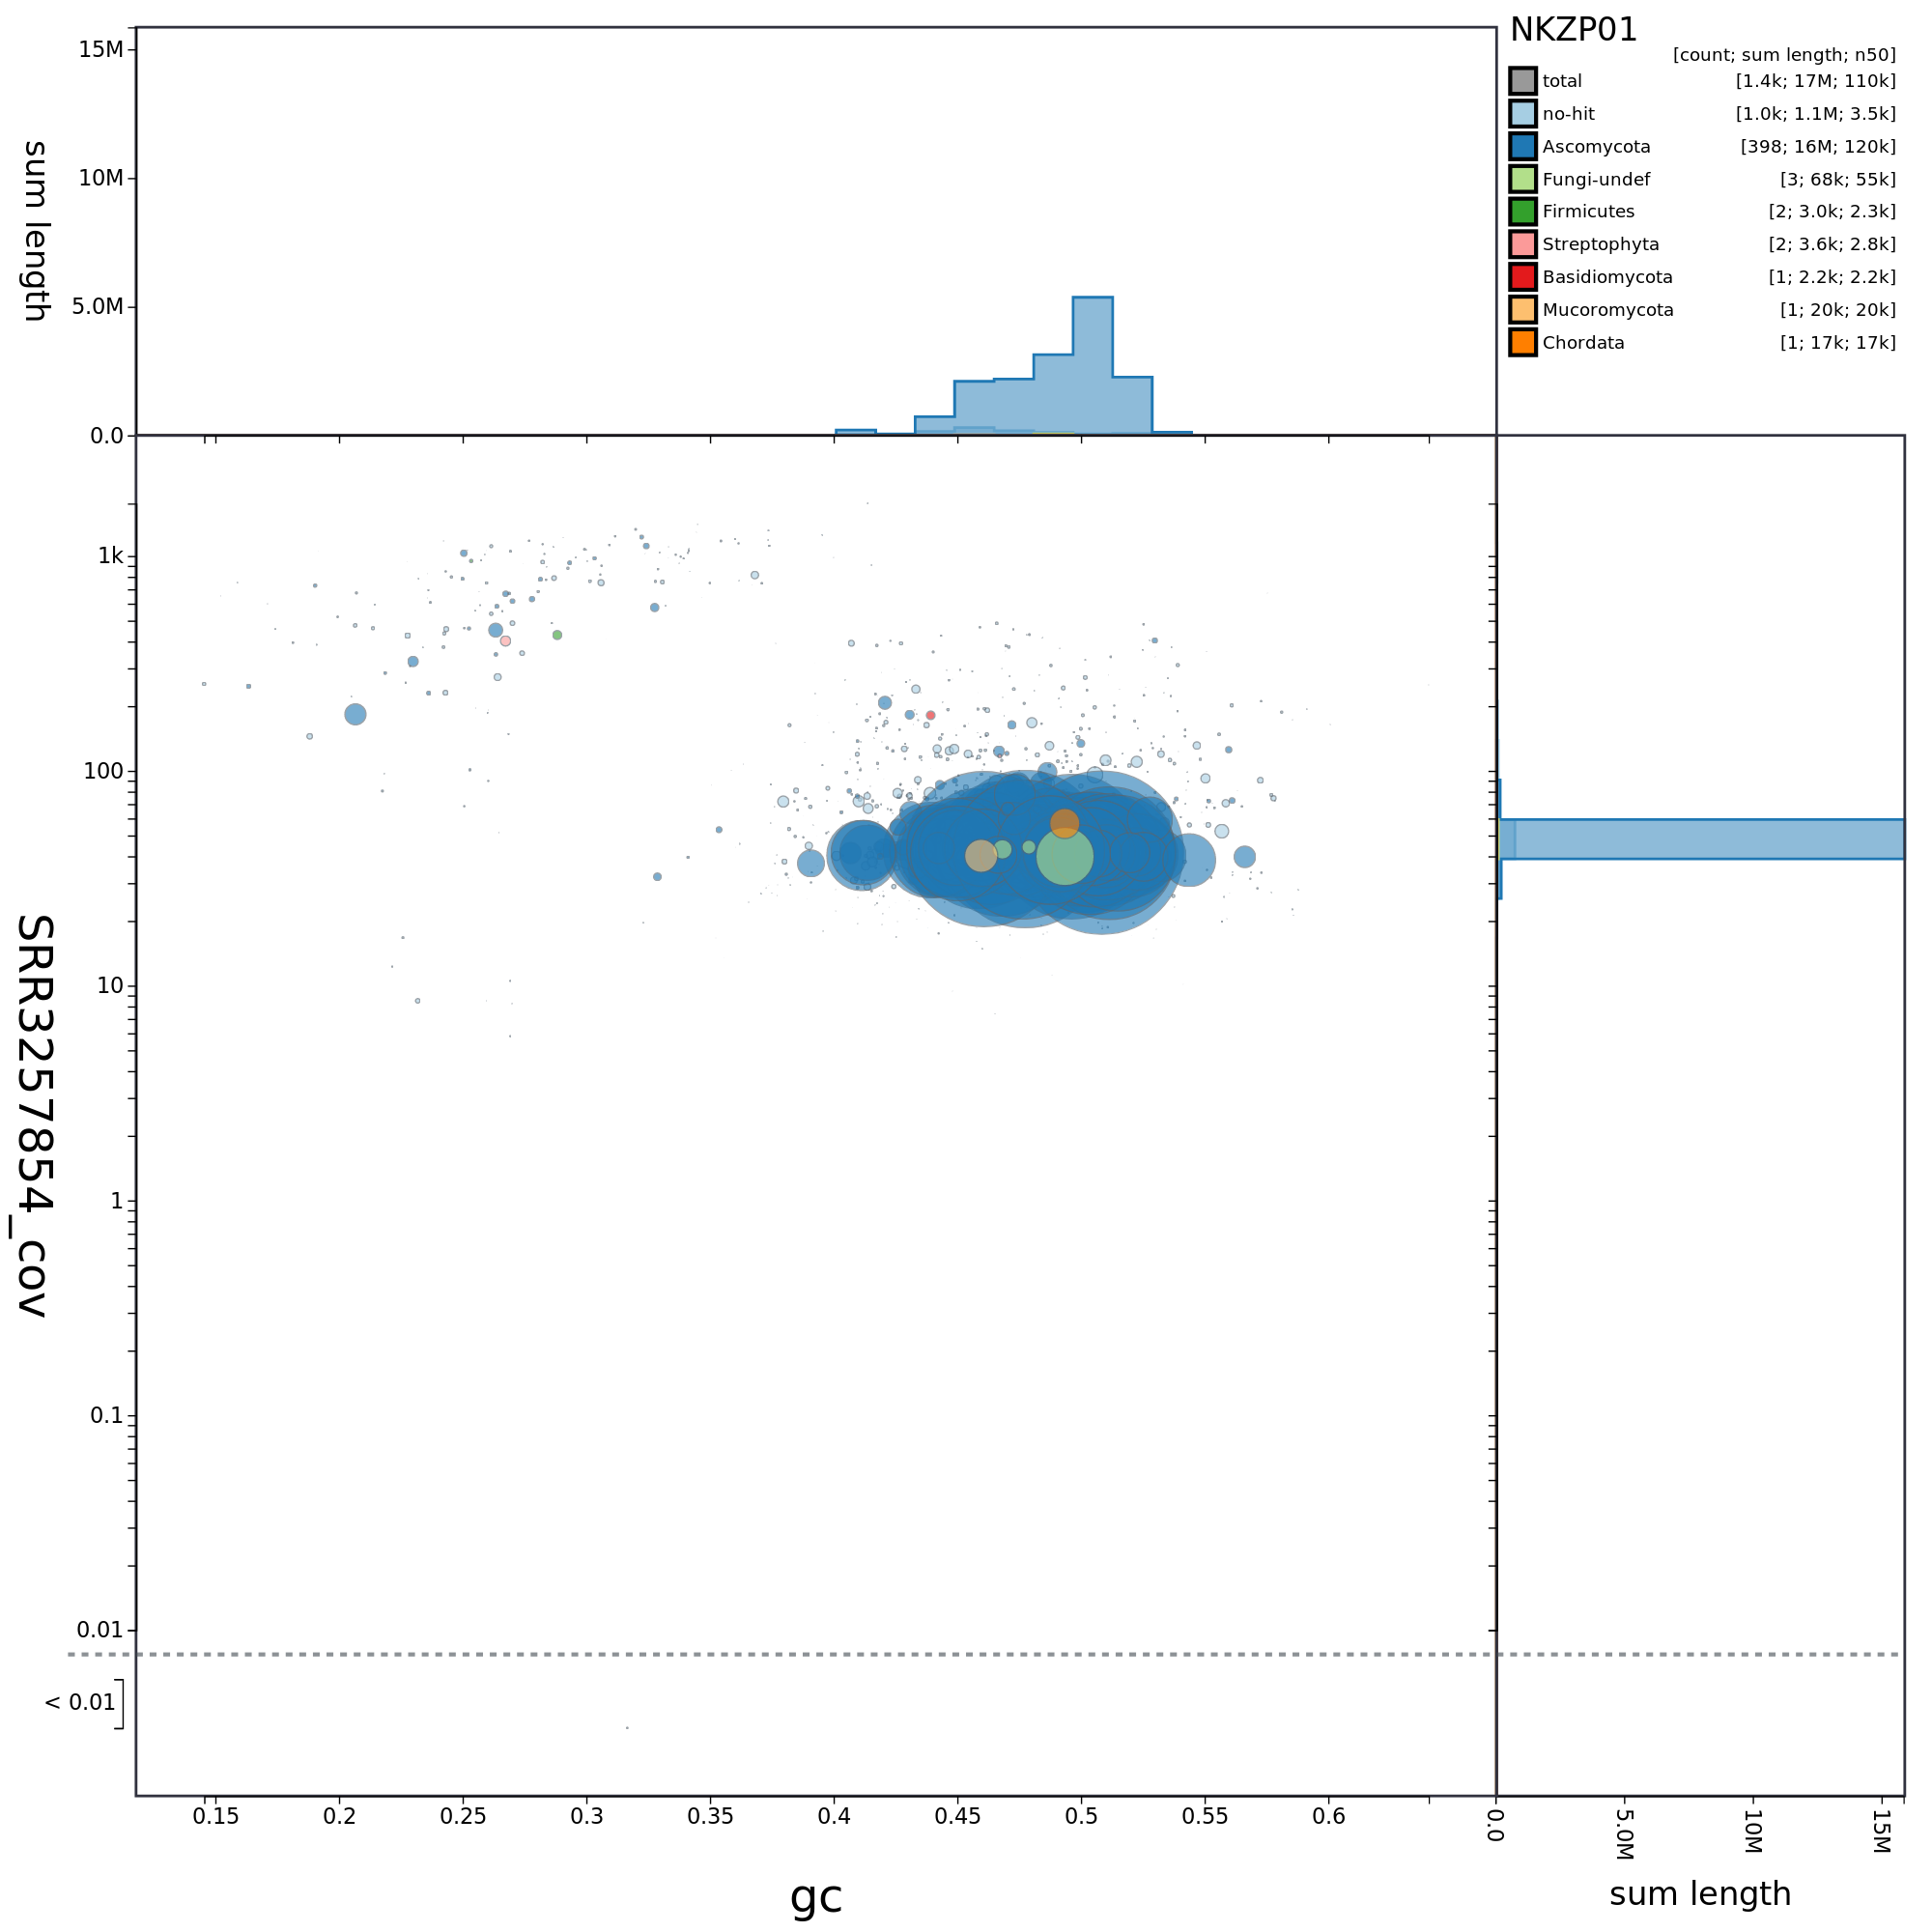 NKZP01
[count; sum length; n50]
total [1.4k; 17M; 110k]
no-hit [1.0k; 1.1M; 3.5k]
Ascomycota [398; 16M; 120k]
Fungi-undef [3; 68k; 55k]
Firmicutes [2; 3.0k; 2.3k]
Streptophyta [2; 3.6k; 2.8k]
Basidiomycota [1; 2.2k; 2.2k]
Mucoromycota [1; 20k; 20k]
Chordata [1; 17k; 17k]
15M
10M
5.0M
0.0
sum length
1k
100
10
1
0.1
0.01
< 0.01
SRR3257854_cov
0.15 0.2 0.25 0.3 0.35 0.4 0.45 0.5 0.55 0.6
gc
0.0 5.0M 10M 15M
sum length